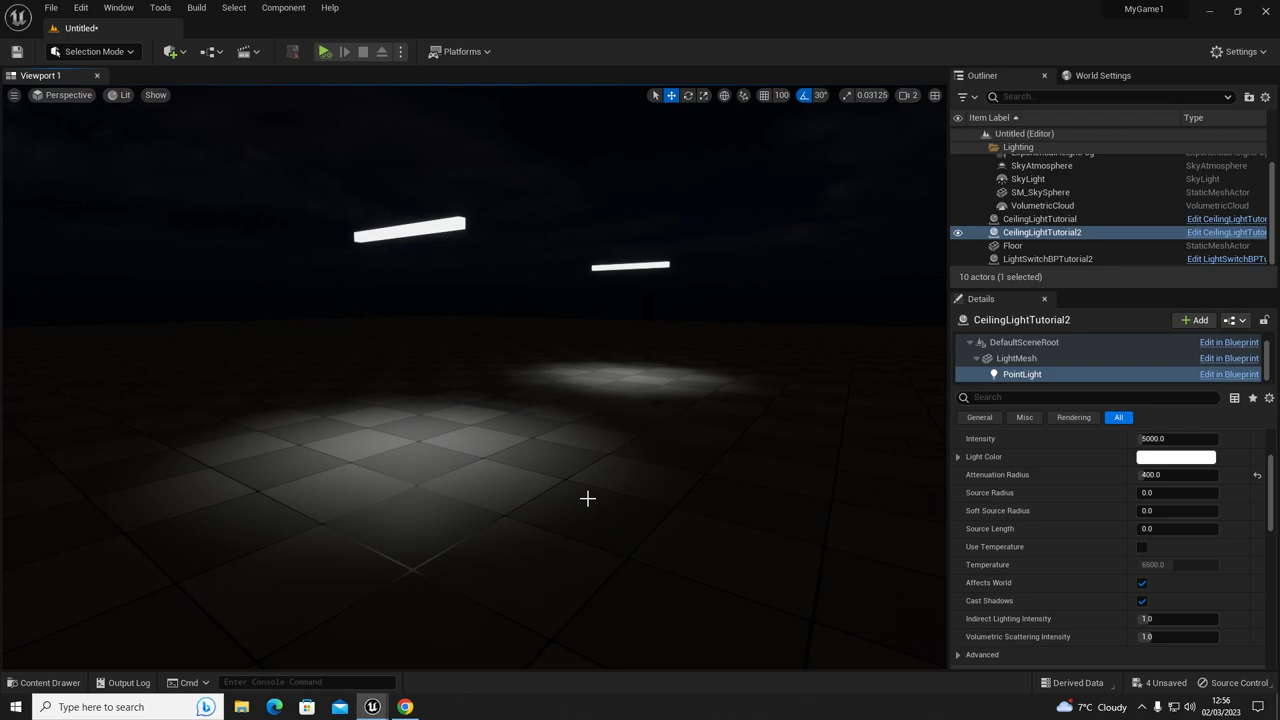 File Edit Window Tools Build Select Component Help MyGame1
Untitled*
Selection Mode Platforms Settings
Viewport 1 Outliner World Settings
Perspective Lit Show 100 30° 0.03125 2 Search...
Item Label Type
Untitled (Editor)
Lighting
ExponentialHeightFog
SkyAtmosphere SkyAtmosphere
SkyLight SkyLight
SM_SkySphere StaticMeshActor
VolumetricCloud VolumetricCloud
CeilingLightTutorial Edit CeilingLightTutor
CeilingLightTutorial2 Edit CeilingLightTutor
Floor StaticMeshActor
LightSwitchBPTutorial2 Edit LightSwitchBPTu
10 actors (1 selected)
Details
CeilingLightTutorial2 Add
DefaultSceneRoot Edit in Blueprint
LightMesh Edit in Blueprint
PointLight Edit in Blueprint
Search
General Misc Rendering All
Intensity 5000.0
Light Color
Attenuation Radius 400.0
Source Radius 0.0
Soft Source Radius 0.0
Source Length 0.0
Use Temperature
Temperature 6500.0
Affects World
Cast Shadows
Indirect Lighting Intensity 1.0
Volumetric Scattering Intensity 1.0
Advanced
Content Drawer Output Log Cmd Enter Console Command Derived Data 4 Unsaved Source Control
Type here to search 7°C Cloudy 12:56
02/03/2023